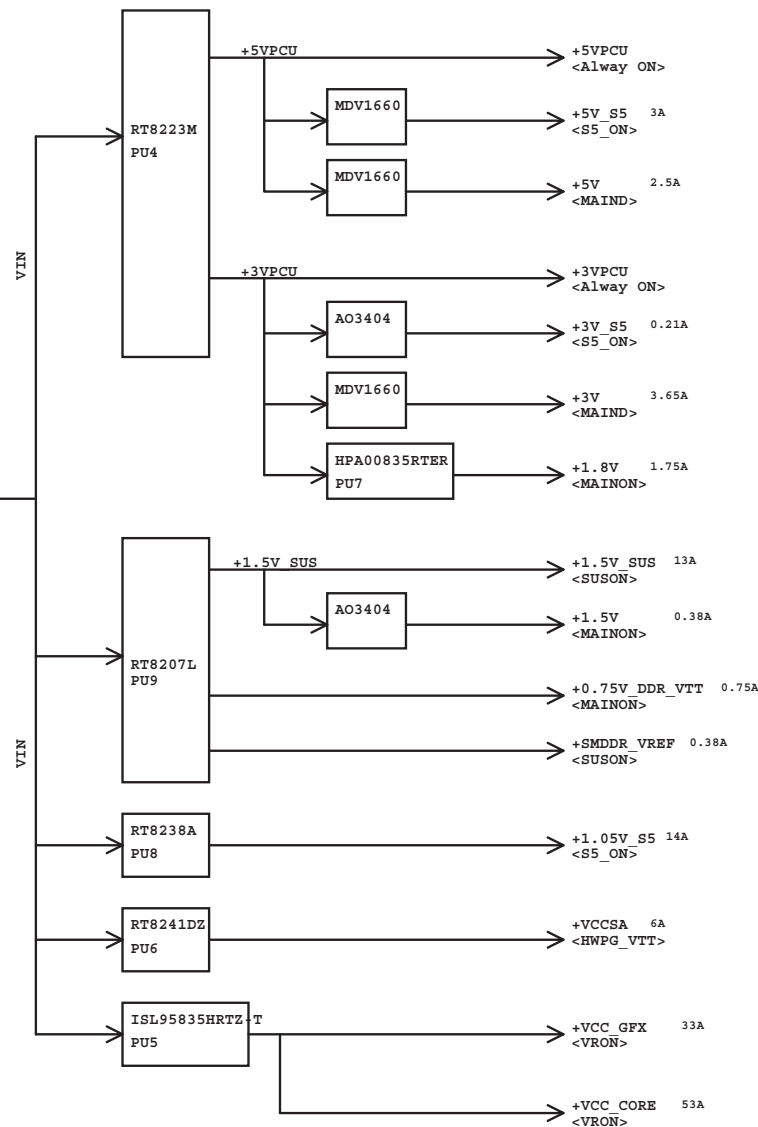 +5VPCU
+5VPCU
<Alway ON>
MDV1660
+5V_S5 3A
<S5_ON>
RT8223M
PU4
MDV1660
+5V 2.5A
<MAIND>
VIN
+3VPCU
+3VPCU
<Alway ON>
AO3404
+3V_S5 0.21A
<S5_ON>
MDV1660
+3V 3.65A
<MAIND>
HPA00835RTER
PU7
+1.8V 1.75A
<MAINON>
+1.5V_SUS
+1.5V_SUS 13A
<SUSON>
AO3404
+1.5V 0.38A
<MAINON>
RT8207L
PU9
+0.75V_DDR_VTT 0.75A
<MAINON>
VIN
+SMDDR_VREF 0.38A
<SUSON>
RT8238A
PU8
+1.05V_S5 14A
<S5_ON>
RT8241DZ
PU6
+VCCSA 6A
<HWPG_VTT>
ISL95835HRTZ-T
PU5
+VCC_GFX 33A
<VRON>
+VCC_CORE 53A
<VRON>